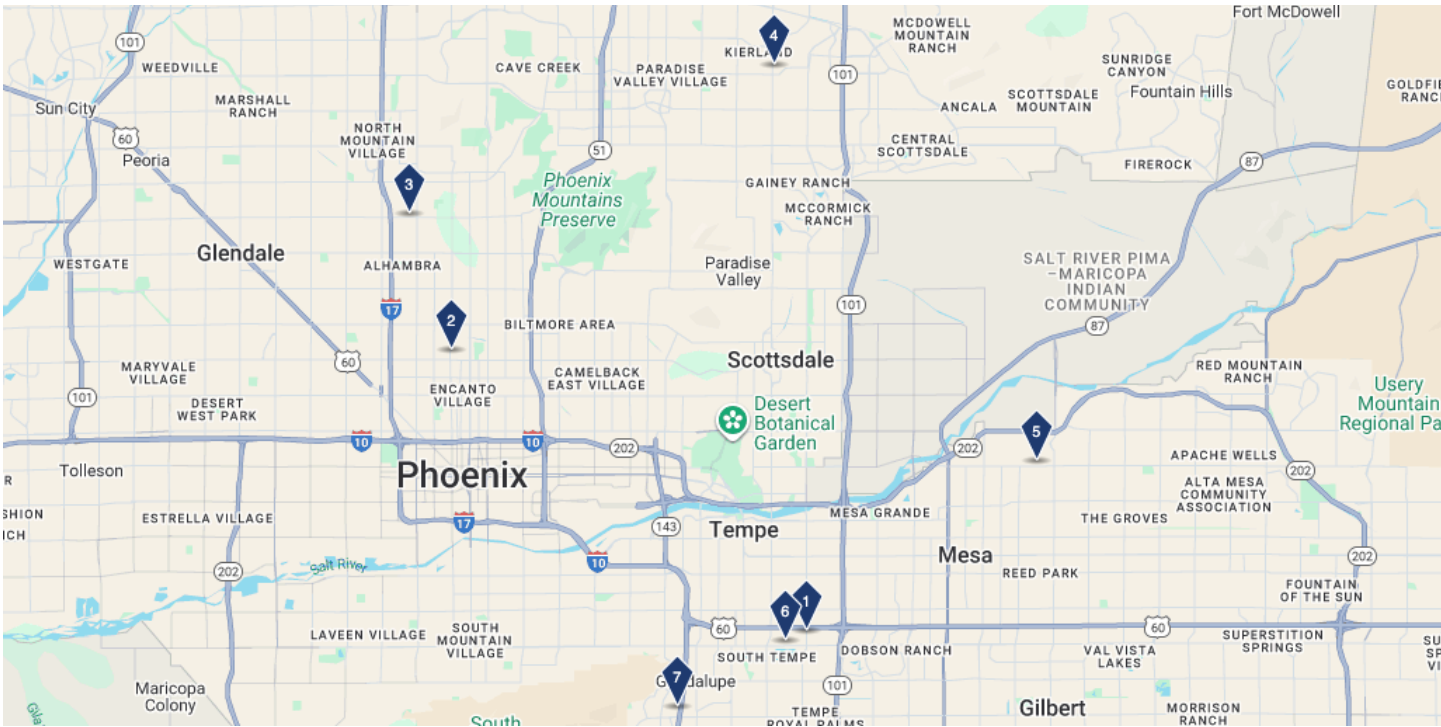 Fort McDowell
MCDOWELL
MOUNTAIN
RANCH
4
KIERLAND
101
WEEDVILLE
CAVE CREEK
PARADISE
VALLEY VILLAGE
101
SUNRIDGE
CANYON
SCOTTSDALE
MOUNTAIN
Fountain Hills
ANCALA
Sun City
MARSHALL
RANCH
60
Peoria
NORTH
MOUNTAIN
VILLAGE
51
CENTRAL
SCOTTSDALE
FIREROCK
87
3
Phoenix
Mountains
Preserve
GAINEY RANCH
MCCORMICK
RANCH
Glendale
WESTGATE
ALHAMBRA
Paradise
Valley
SALT RIVER PIMA
–MARICOPA
INDIAN
COMMUNITY
17
101
2
BILTMORE AREA
87
60
Scottsdale
MARYVALE
VILLAGE
CAMELBACK
EAST VILLAGE
ENCANTO
VILLAGE
RED MOUNTAIN
RANCH
101
DESERT
WEST PARK
Desert
Botanical
Garden
Usery
Mountain
10
10
202
5
202
Tolleson
Phoenix
APACHE WELLS
202
ALTA MESA
COMMUNITY
ASSOCIATION
ESTRELLA VILLAGE
17
143
MESA GRANDE
THE GROVES
Tempe
10
Mesa
202
202
Salt River
REED PARK
FOUNTAIN
OF THE SUN
6
1
60
60
LAVEEN VILLAGE
SOUTH
MOUNTAIN
VILLAGE
SOUTH TEMPE
DOBSON RANCH
VAL VISTA
LAKES
SUPERSTITION
SPRINGS
7
Maricopa
Colony
101
Gilbert
TEMPE
ROYAL PALMS
MORRISON
RANCH
South